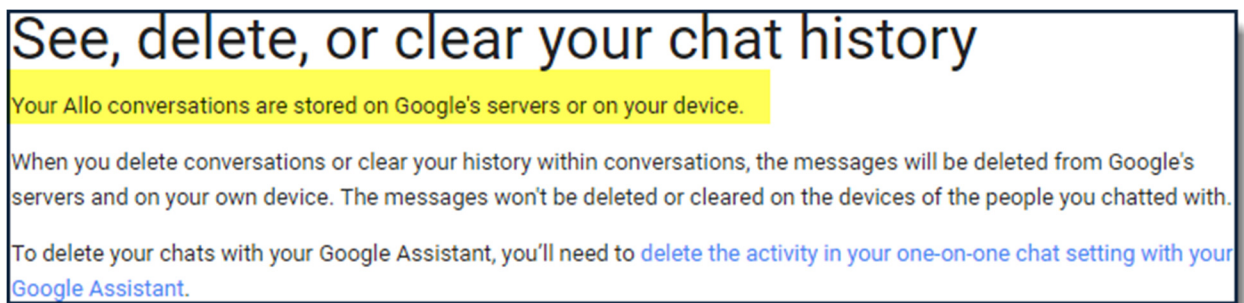 See, delete, or clear your chat history
Your Allo conversations are stored on Google's servers or on your device.
When you delete conversations or clear your history within conversations, the messages will be deleted from Google's
servers and on your own device. The messages won't be deleted or cleared on the devices of the people you chatted with.
To delete your chats with your Google Assistant, you'll need to delete the activity in your one-on-one chat setting with your
Google Assistant.